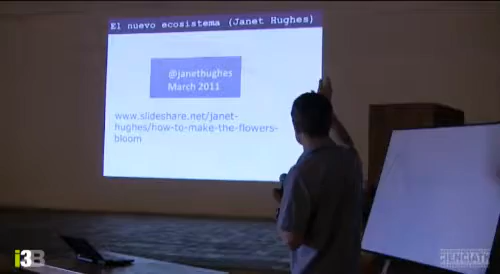 El nuevo ecosistema (Janet Hughes)
@janethughes
March 2011
www.slideshare.net/janet-
hughes/how-to-make-the-flowers-
bloom
i3B